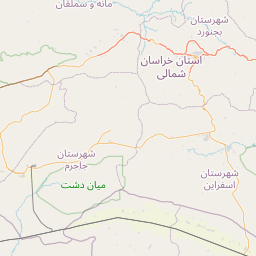 مانه و سملقان
شهرستان
بجنورد
استان خراسان
شمالی
شهرستان
جاجرم
میان دشت
شهرستان
اسفراین